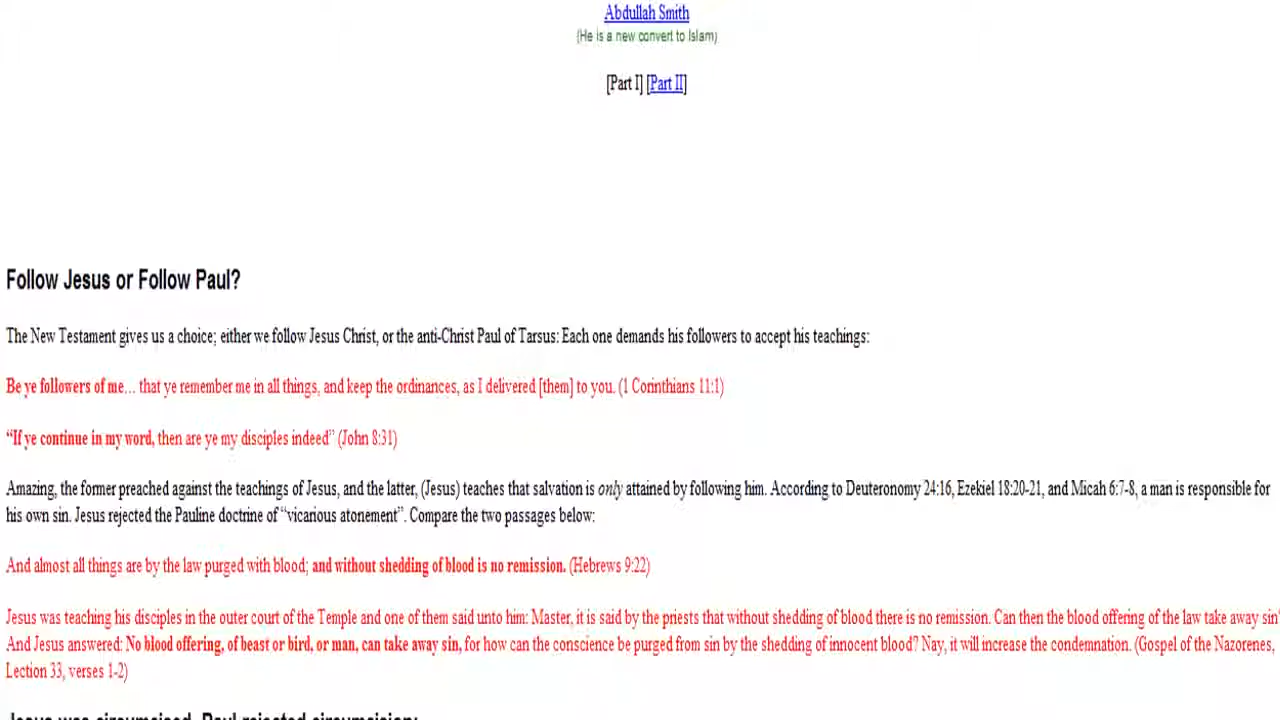 Abdullah Smith
(He is a new convert to Islam)
[Part I] [Part II]
Follow Jesus or Follow Paul?
The New Testament gives us a choice; either we follow Jesus Christ, or the anti-Christ Paul of Tarsus: Each one demands his followers to accept his teachings:
Be ye followers of me… that ye remember me in all things, and keep the ordinances, as I delivered [them] to you. (1 Corinthians 11:1)
“If ye continue in my word, then are ye my disciples indeed” (John 8:31)
Amazing, the former preached against the teachings of Jesus, and the latter, (Jesus) teaches that salvation is only attained by following him. According to Deuteronomy 24:16, Ezekiel 18:20-21, and Micah 6:7-8, a man is responsible for
his own sin. Jesus rejected the Pauline doctrine of “vicarious atonement”. Compare the two passages below:
And almost all things are by the law purged with blood; and without shedding of blood is no remission. (Hebrews 9:22)
Jesus was teaching his disciples in the outer court of the Temple and one of them said unto him: Master, it is said by the priests that without shedding of blood there is no remission. Can then the blood offering of the law take away sin
And Jesus answered: No blood offering, of beast or bird, or man, can take away sin, for how can the conscience be purged from sin by the shedding of innocent blood? Nay, it will increase the condemnation. (Gospel of the Nazorenes,
Lection 33, verses 1-2)
Jesus was circumcised, Paul rejected circumcision: